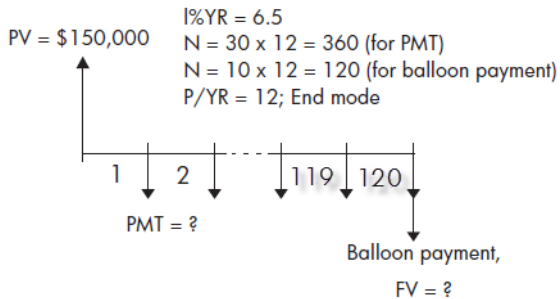 I%YR = 6.5
PV = $150,000
N = 30 x 12 = 360 (for PMT)
N = 10 x 12 = 120 (for balloon payment)
P/YR = 12; End mode
1 2 119 120
PMT = ?
Balloon payment,
FV = ?